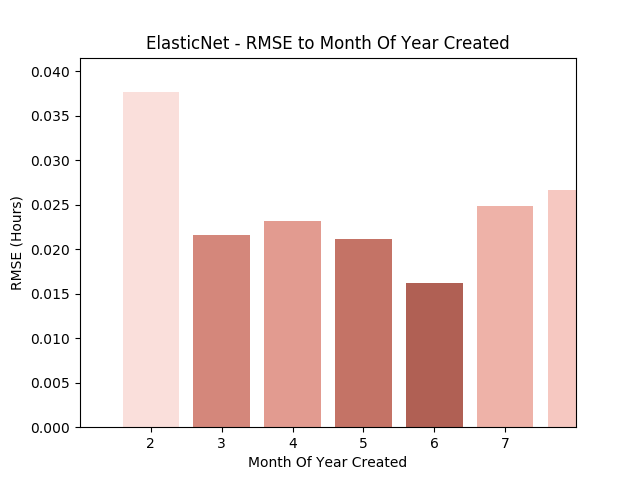 ElasticNet - RMSE to Month Of Year Created
0.040
0.035
0.030
0.025
0.020
0.015
0.010
0.005
0.000
RMSE (Hours)
2 3 4 5 6 7
Month Of Year Created